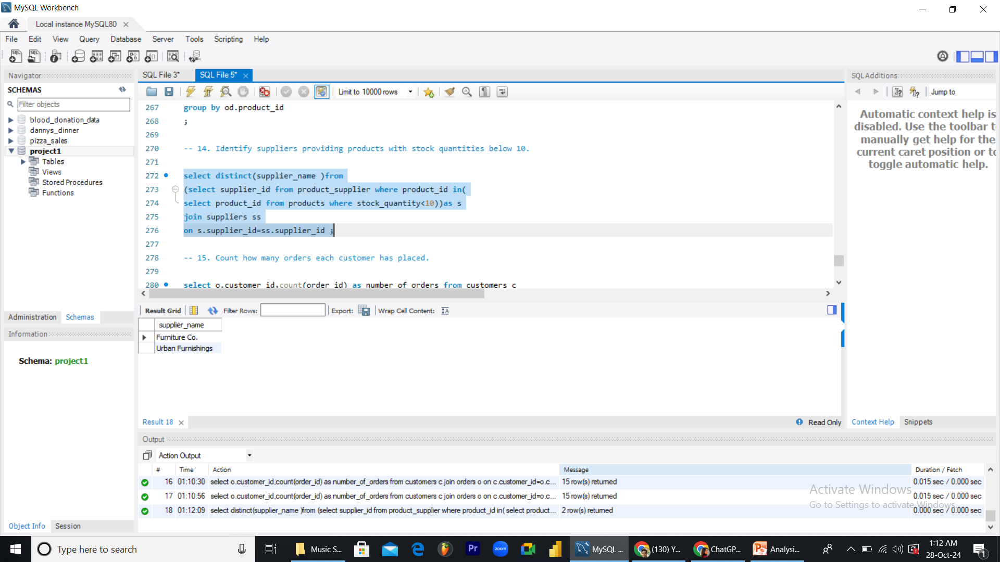 MySQL Workbench
Local instance MySQL80
File Edit View Query Database Server Tools Scripting Help
Navigator
SCHEMAS
Filter objects
blood_donation_data
dannys_dinner
pizza_sales
project1
Tables
Views
Stored Procedures
Functions
Administration Schemas
Information
Schema: project1
Object Info Session
SQL File 3* SQL File 5*
Limit to 10000 rows
267 group by od.product_id
268 ;
269
270 -- 14. Identify suppliers providing products with stock quantities below 10.
271
272 select distinct(supplier_name )from
273 (select supplier_id from product_supplier where product_id in(
274 select product_id from products where stock_quantity<10))as s
275 join suppliers ss
276 on s.supplier_id=ss.supplier_id ;
277
278 -- 15. Count how many orders each customer has placed.
279
280 select o.customer_id,count(order_id) as number_of_orders from customers c
Result Grid Filter Rows: Export: Wrap Cell Content:
supplier_name
Furniture Co.
Urban Furnishings
Result 18 Read Only
SQLAdditions
Jump to
Automatic context help is
disabled. Use the toolbar t
manually get help for the
current caret position or to
toggle automatic help.
Context Help Snippets
Output
Action Output
# Time Action Message Duration / Fetch
16 01:10:30 select o.customer_id,count(order_id) as number_of_orders from customers c join orders o on c.customer_id=o.c... 15 row(s) returned 0.015 sec / 0.000 sec
17 01:10:56 select o.customer_id,count(order_id) as number_of_orders from customers c join orders o on c.customer_id=o.c... 15 row(s) returned 0.015 sec / 0.000 sec
18 01:12:09 select distinct(supplier_name )from (select supplier_id from product_supplier where product_id in( select product... 2 row(s) returned 0.000 sec / 0.000 sec
Activate Windows
Go to Settings to activate Windows.
Type here to search
Music S...
Pr
zoom
MySQL ...
(130) Y...
ChatGP...
Analysi...
1:12 AM
28-Oct-24
1